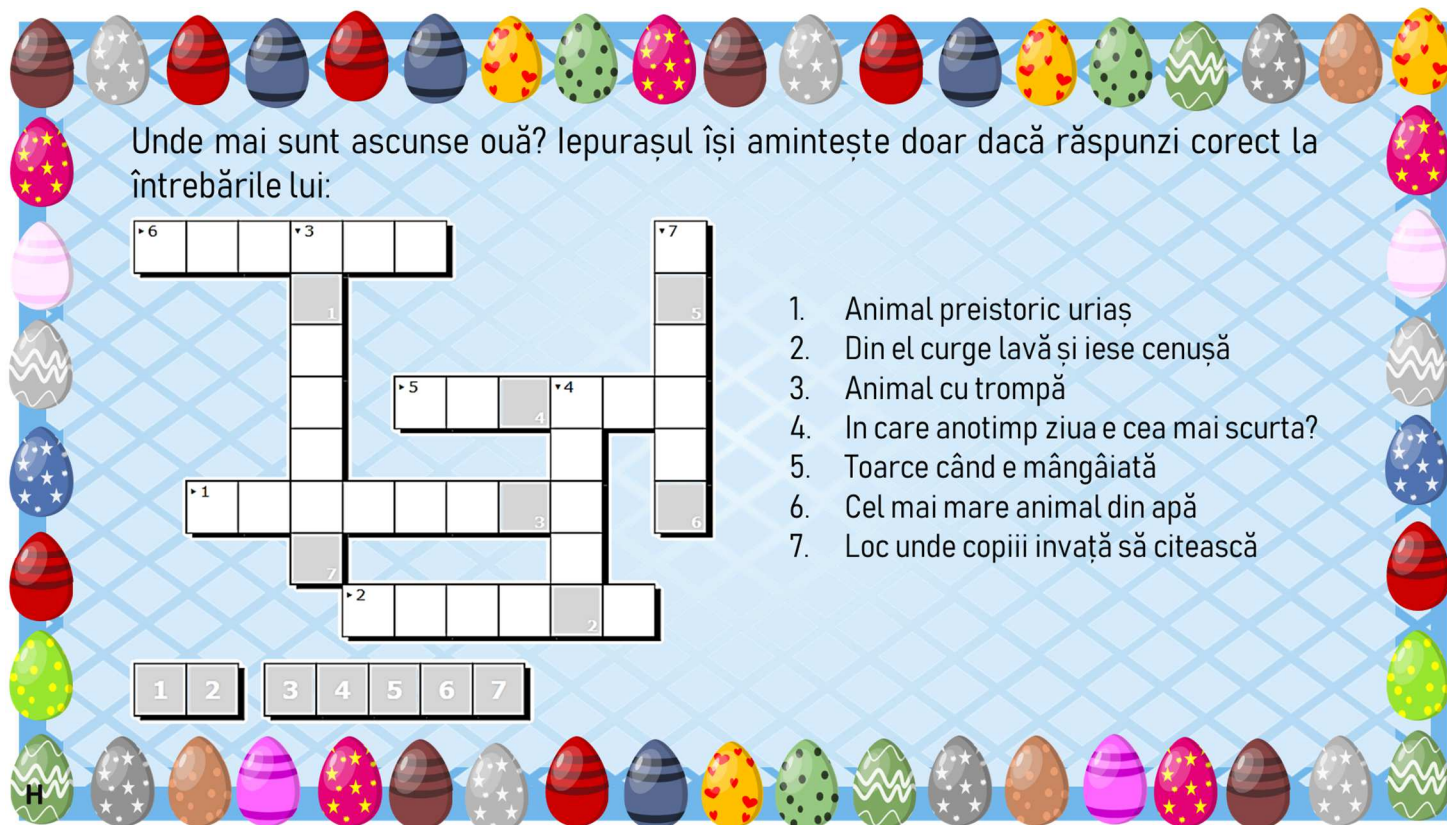 Unde mai sunt ascunse ouă? Iepurașul își amintește doar dacă răspunzi corect la
întrebările lui:
6 3 7
1 5
5 4 4
1 3 6
7
2 2
1. Animal preistoric uriaș
2. Din el curge lavă și iese cenușă
3. Animal cu trompă
4. In care anotimp ziua e cea mai scurta?
5. Toarce când e mângâiată
6. Cel mai mare animal din apă
7. Loc unde copiii invață să citească
1 2 3 4 5 6 7
H